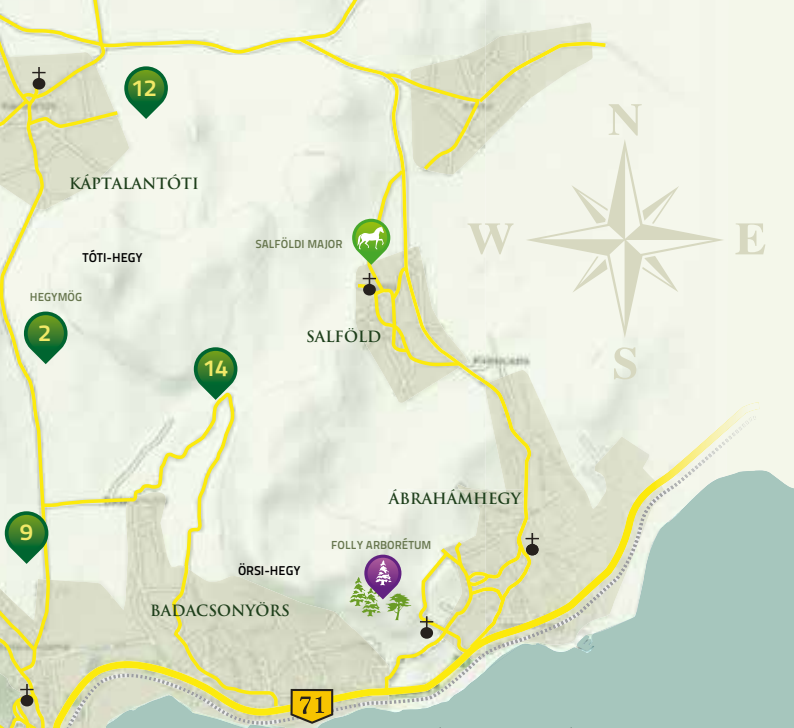 12
N
KÁPTALANTÓTI
W
E
SALFÖLDI MAJOR
TÓTI-HEGY
HEGYMÖG
2
SALFÖLD
S
14
ÁBRAHÁMHEGY
9
FOLLY ARBORÉTUM
ÖRSI-HEGY
BADACSONYÖRS
71